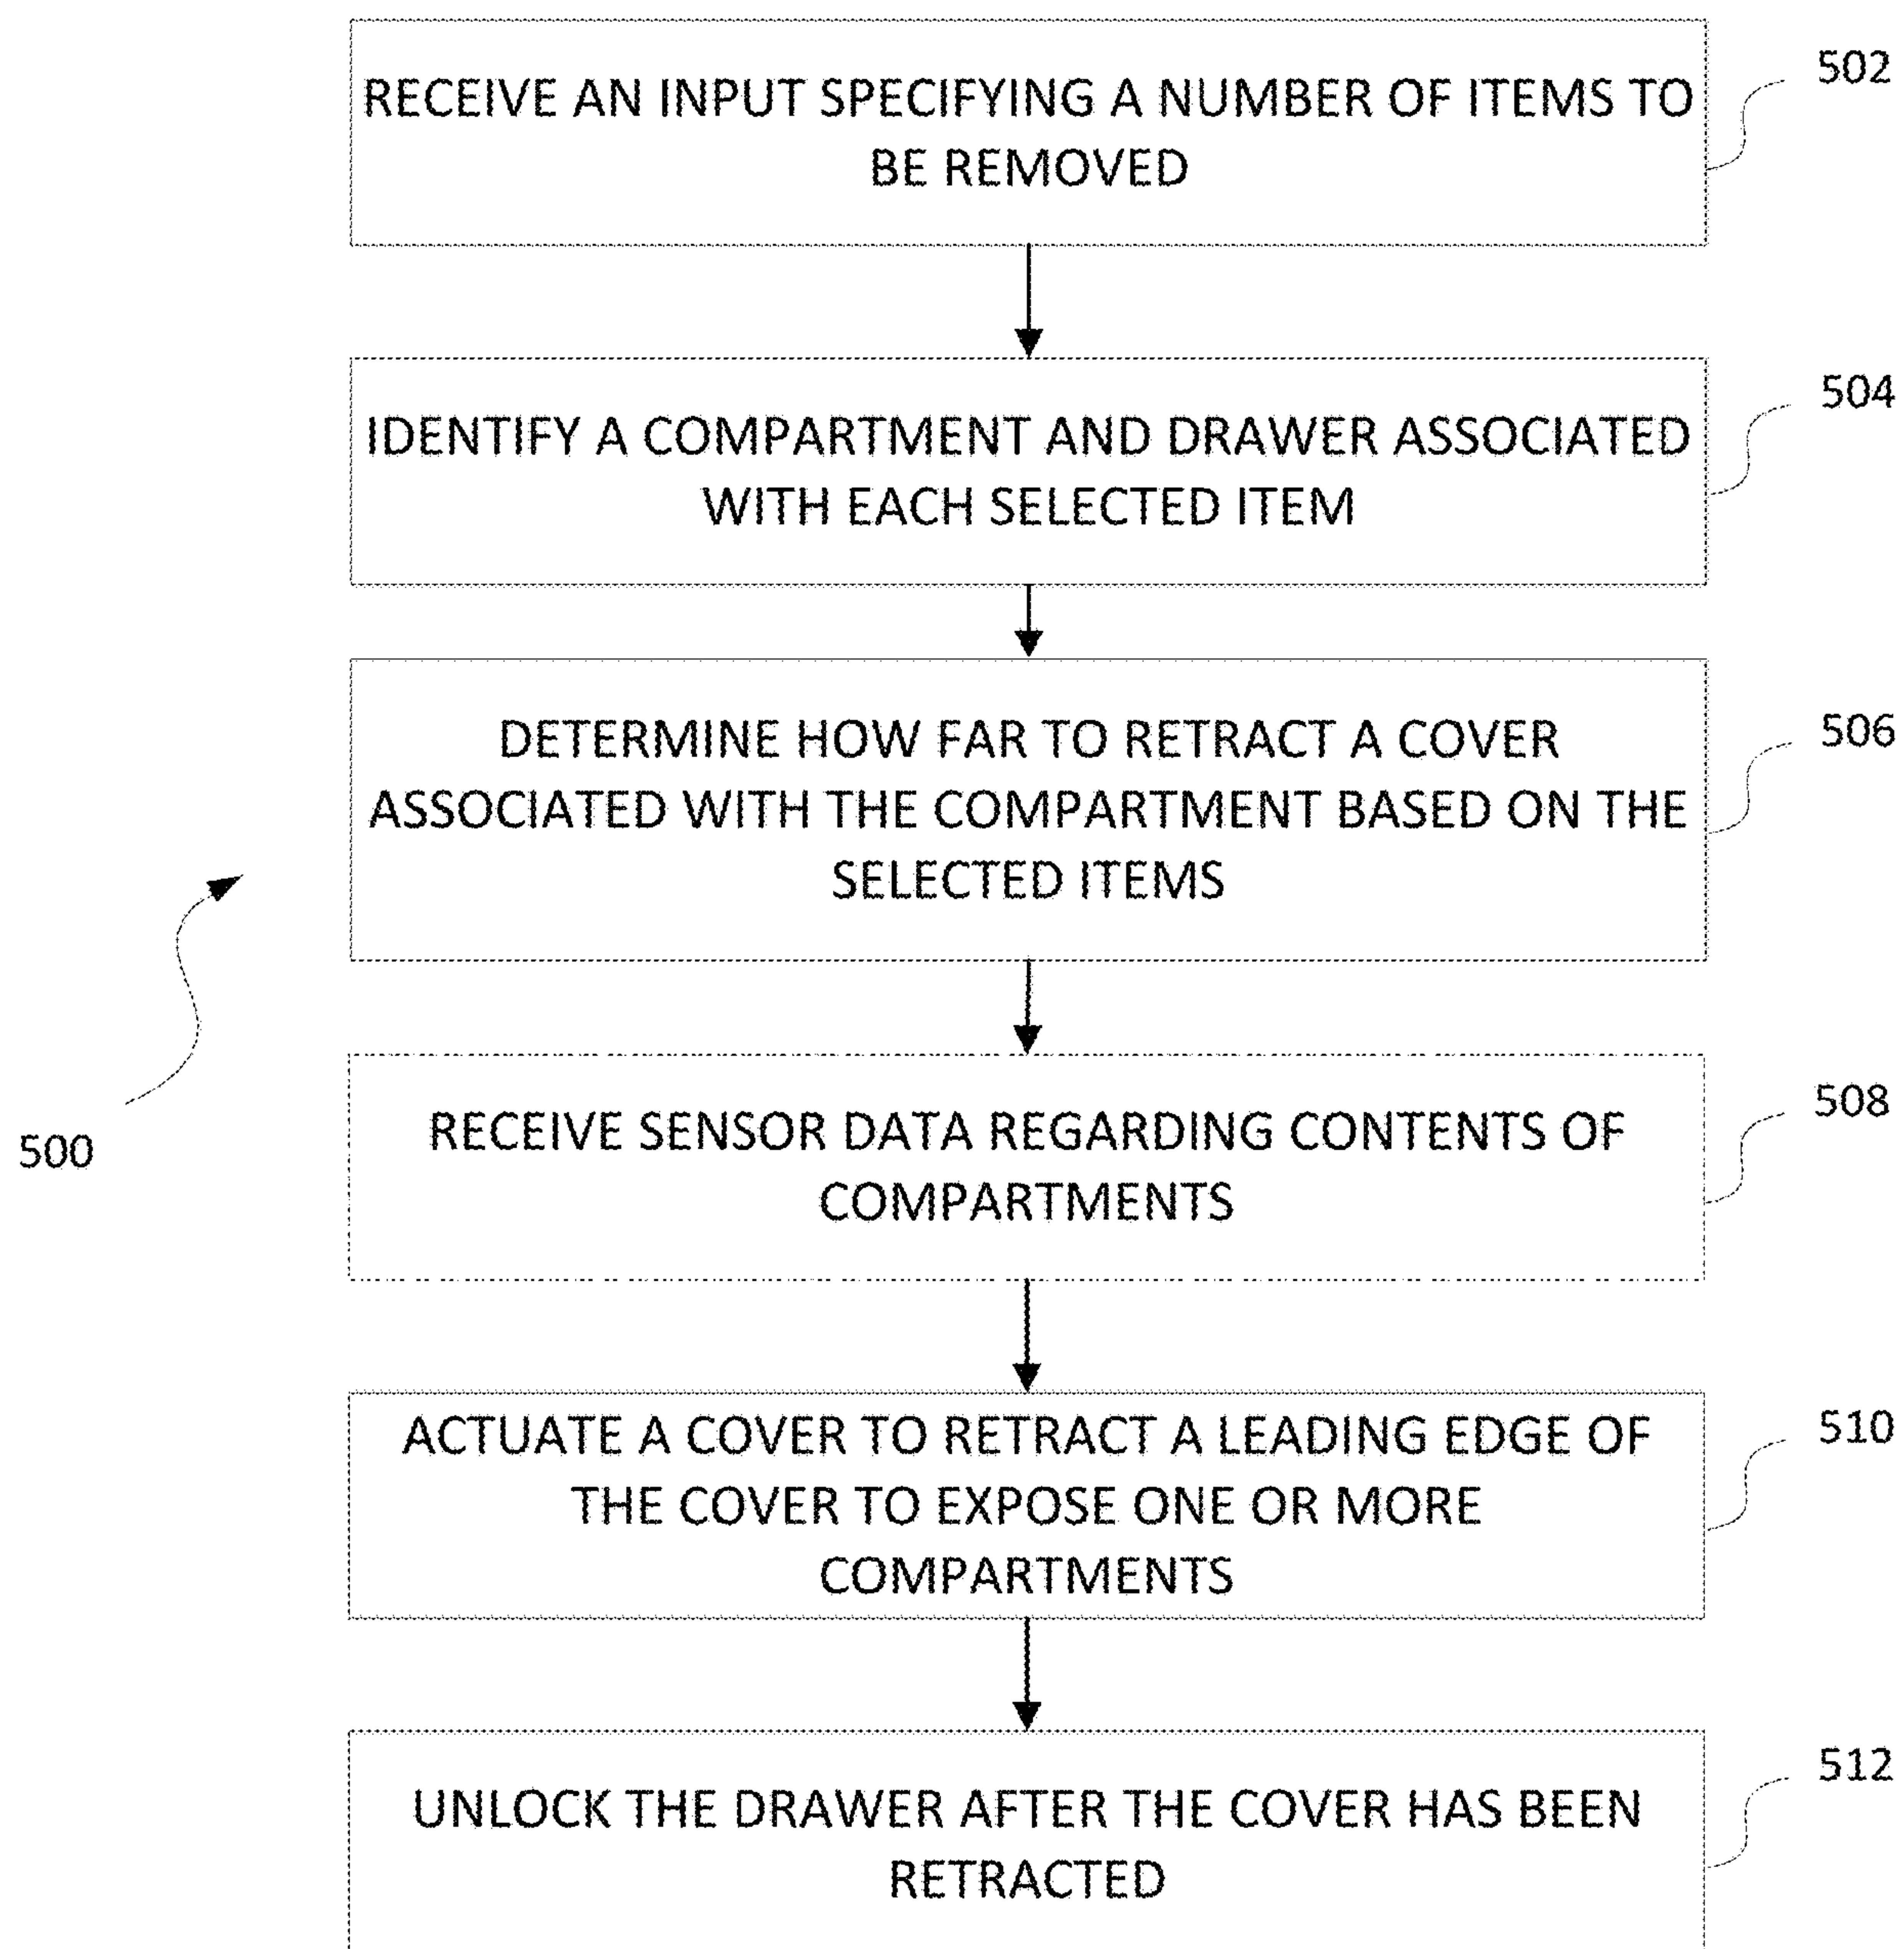 RECEIVE AN INPUT SPECIFYING A NUMBER OF ITEMS TO
BE REMOVED
502
IDENTIFY A COMPARTMENT AND DRAWER ASSOCIATED
WITH EACH SELECTED ITEM
504
DETERMINE HOW FAR TO RETRACT A COVER
ASSOCIATED WITH THE COMPARTMENT BASED ON THE
SELECTED ITEMS
506
500
RECEIVE SENSOR DATA REGARDING CONTENTS OF
COMPARTMENTS
508
ACTUATE A COVER TO RETRACT A LEADING EDGE OF
THE COVER TO EXPOSE ONE OR MORE
COMPARTMENTS
510
UNLOCK THE DRAWER AFTER THE COVER HAS BEEN
RETRACTED
512